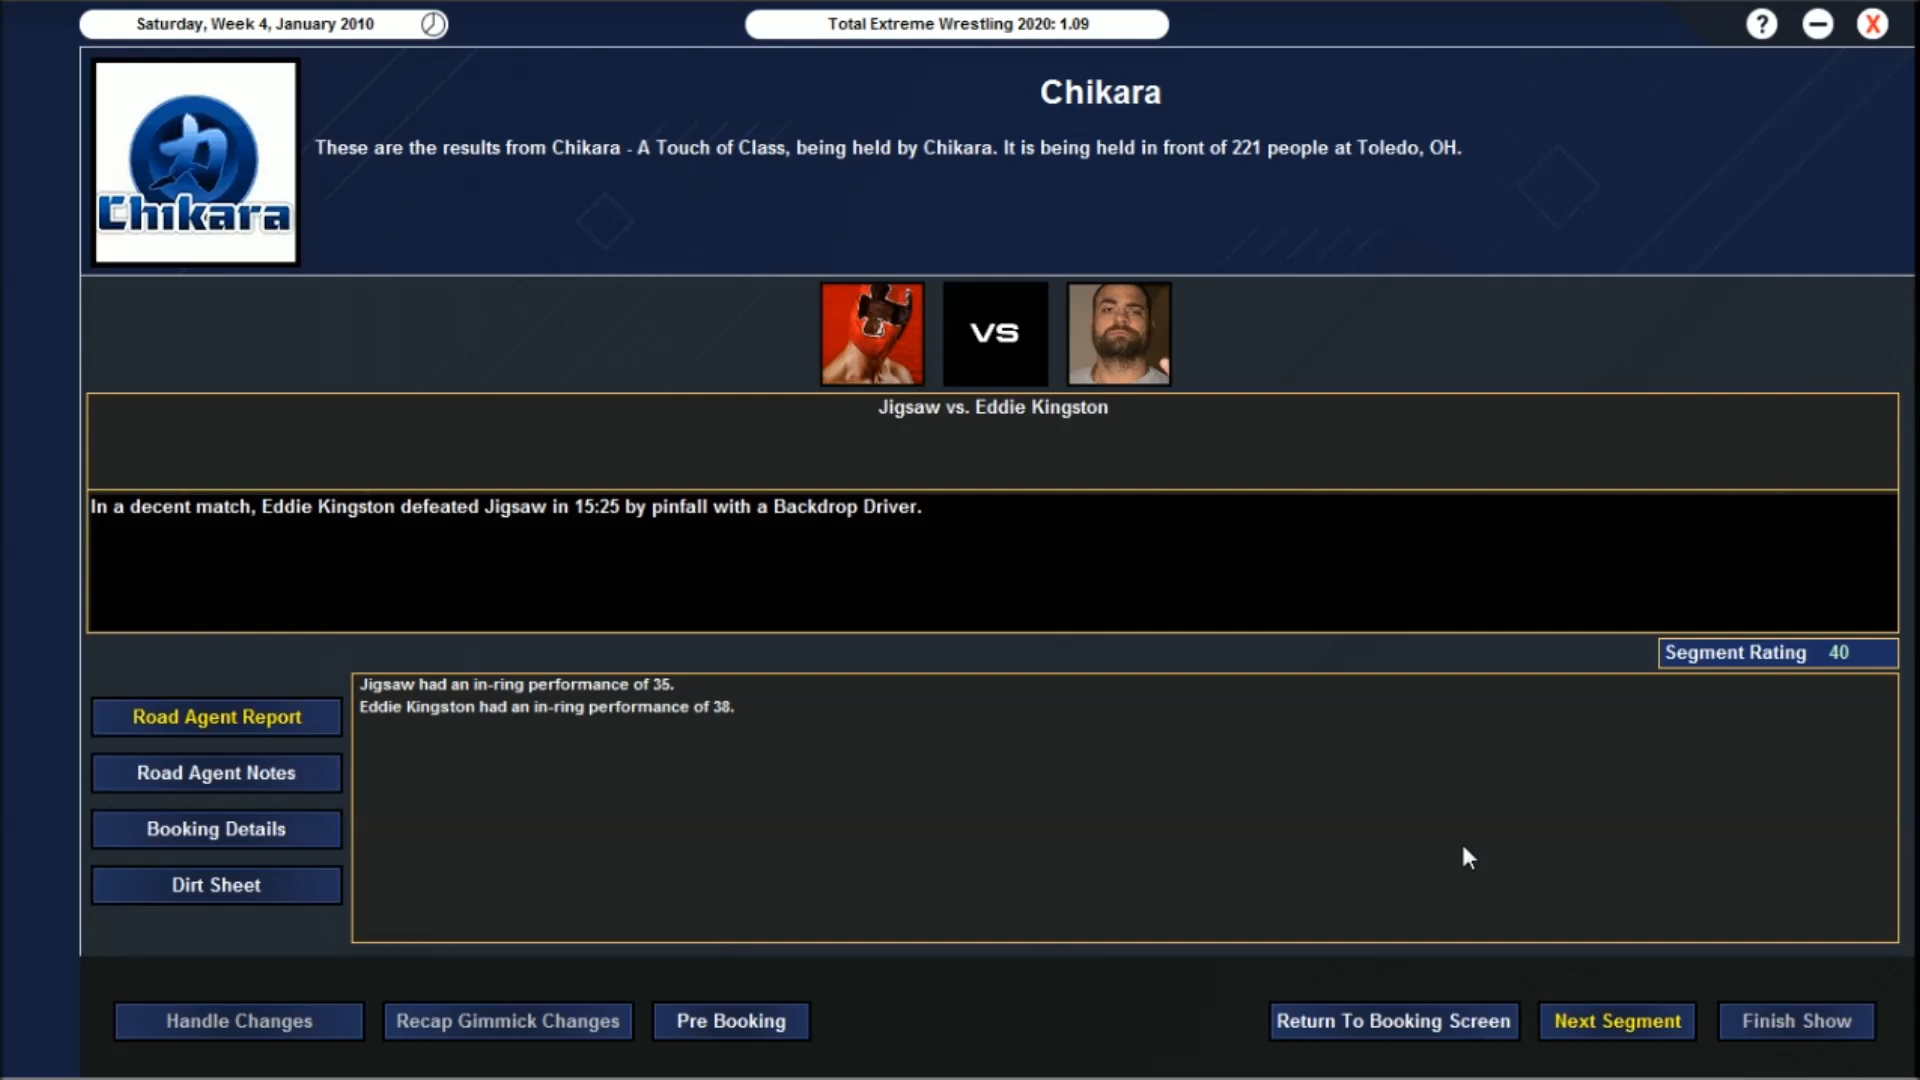 Saturday, Week 4, January 2010
Total Extreme Wrestling 2020: 1.09
?
X
力
Chikara
Chikara
These are the results from Chikara - A Touch of Class, being held by Chikara. It is being held in front of 221 people at Toledo, OH.
VS
Jigsaw vs. Eddie Kingston
In a decent match, Eddie Kingston defeated Jigsaw in 15:25 by pinfall with a Backdrop Driver.
Segment Rating 40
Jigsaw had an in-ring performance of 35.
Eddie Kingston had an in-ring performance of 38.
Road Agent Report
Road Agent Notes
Booking Details
Dirt Sheet
Handle Changes
Recap Gimmick Changes
Pre Booking
Return To Booking Screen
Next Segment
Finish Show